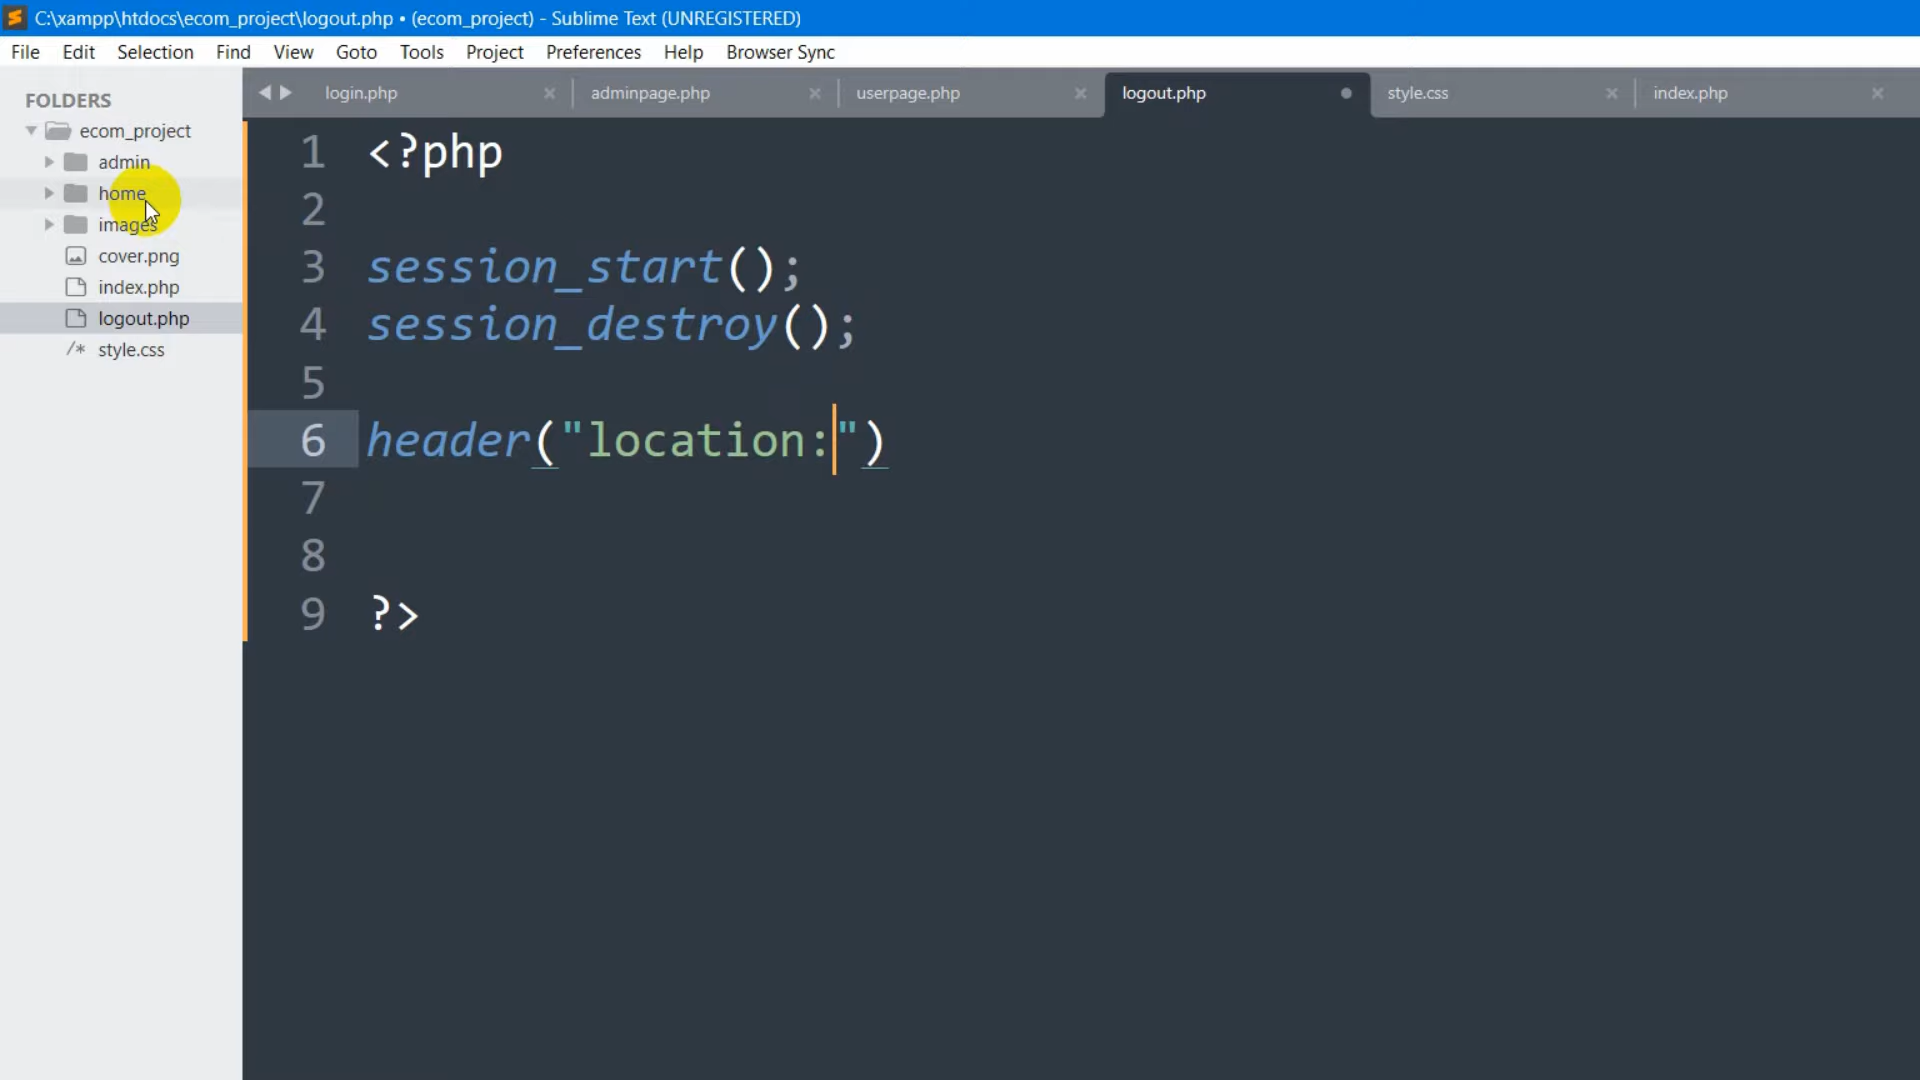 C:\xampp\htdocs\ecom_project\logout.php • (ecom_project) - Sublime Text (UNREGISTERED)
File Edit Selection Find View Goto Tools Project Preferences Help Browser Sync
FOLDERS
ecom_project
admin
home
images
cover.png
index.php
logout.php
/* style.css
login.php adminpage.php userpage.php logout.php style.css index.php
1 <?php
2
3 session_start();
4 session_destroy();
5
6 header("location:")
7
8
9 ?>